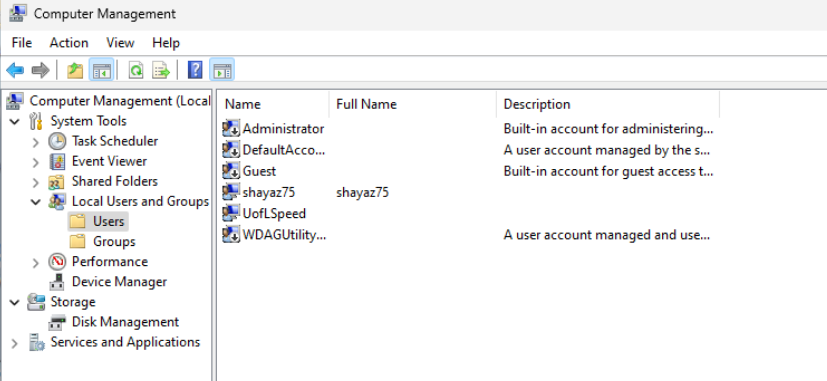 Computer Management
File Action View Help
Computer Management (Local
System Tools
Task Scheduler
Event Viewer
Shared Folders
Local Users and Groups
Users
Groups
Performance
Device Manager
Storage
Disk Management
Services and Applications
Name Full Name Description
Administrator Built-in account for administering...
DefaultAcco... A user account managed by the s...
Guest Built-in account for guest access t...
shayaz75 shayaz75
UofLSpeed
WDAGUtility... A user account managed and use...